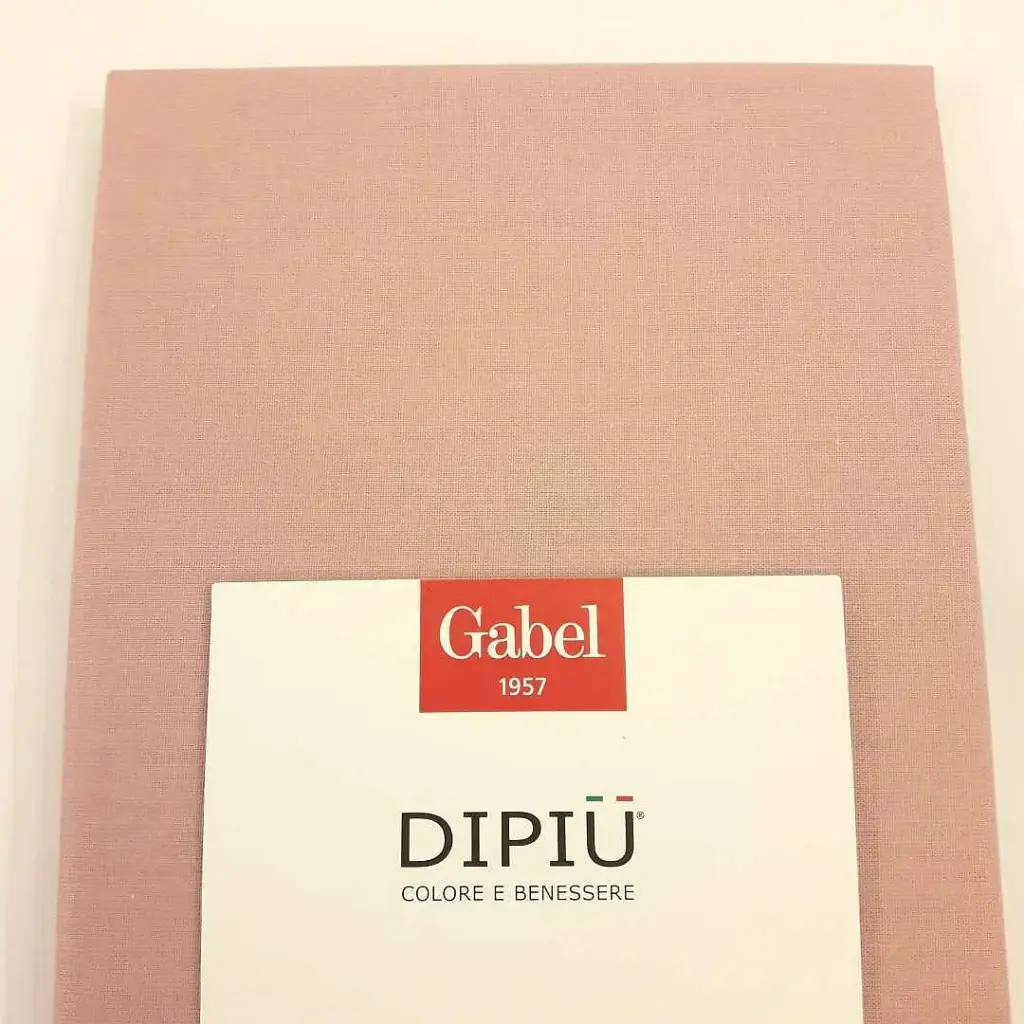 Gabel
1957
DIPIÙ®
COLORE E BENESSERE